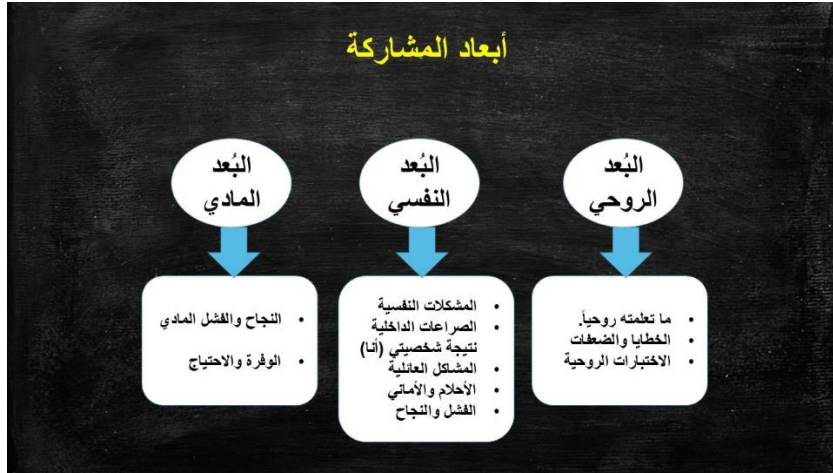 أبعاد المشاركة
البُعد
الروحي
• ما تعلمته روحياً.
• الخطايا والضعفات
• الاختبارات الروحية
البُعد
النفسي
• المشكلات النفسية
• الصراعات الداخلية
نتيجة شخصيتي (أنا)
• المشاكل العائلية
• الأحلام والأماني
• الفشل والنجاح
البُعد
المادي
• النجاح والفشل المادي
• الوفرة والاحتياج